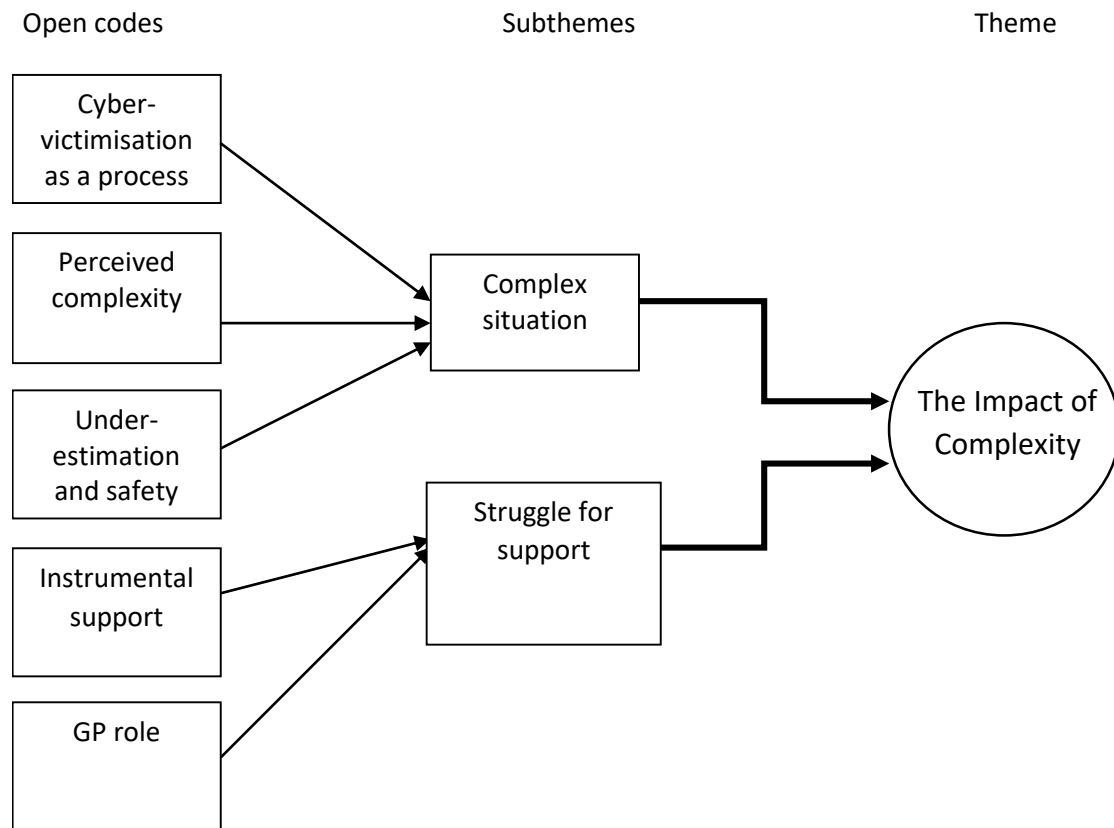 Open codes
Subthemes
Theme
Cyber-
victimisation
as a process
Perceived
complexity
Under-
estimation
and safety
Instrumental
support
GP role
Complex
situation
Struggle for
support
The Impact of
Complexity